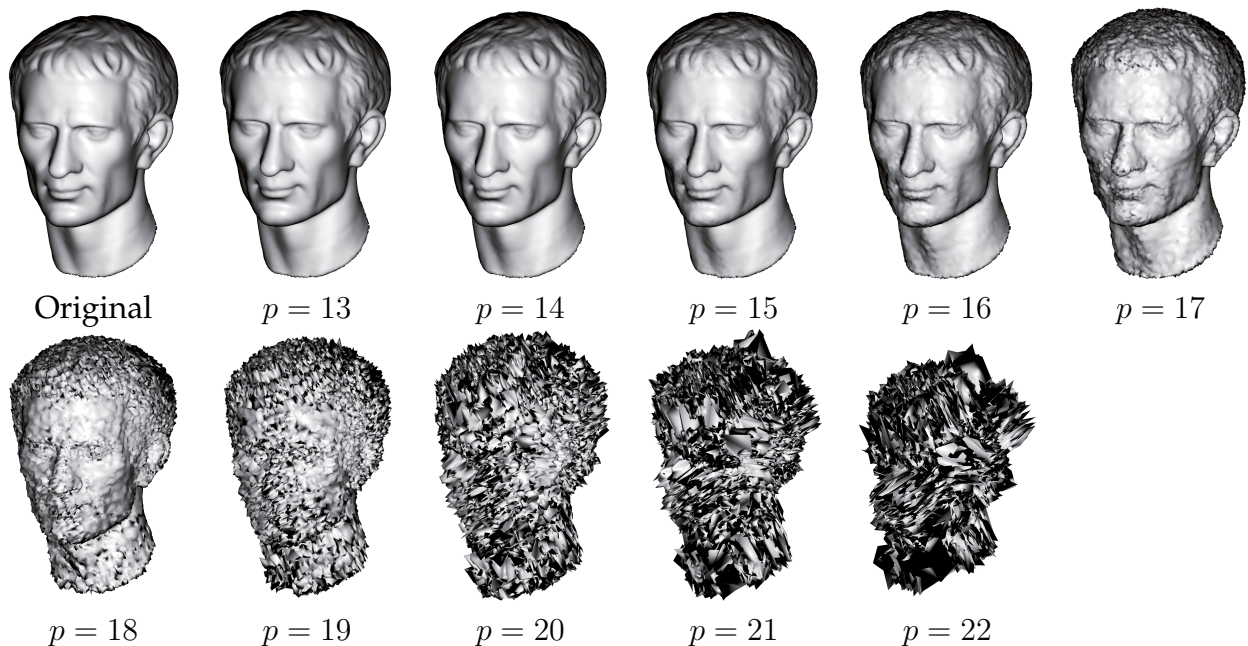 Original p = 13 p = 14 p = 15 p = 16 p = 17
p = 18 p = 19 p = 20 p = 21 p = 22